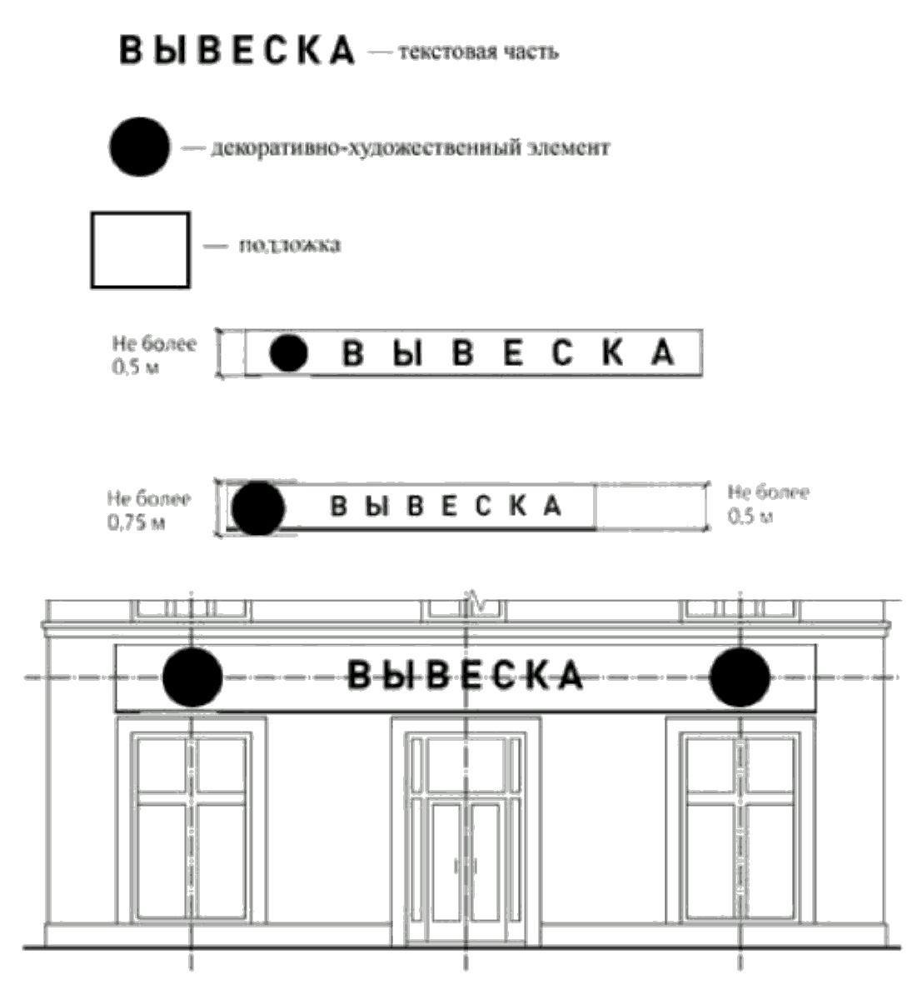 ВЫВЕСКА — текстовая часть
— декоративно-художественный элемент
— подложка
Не более
0,5 м
ВЫВЕСКА
Не более
0,75 м
ВЫВЕСКА
Не более
0,5 м
ВЫВЕСКА